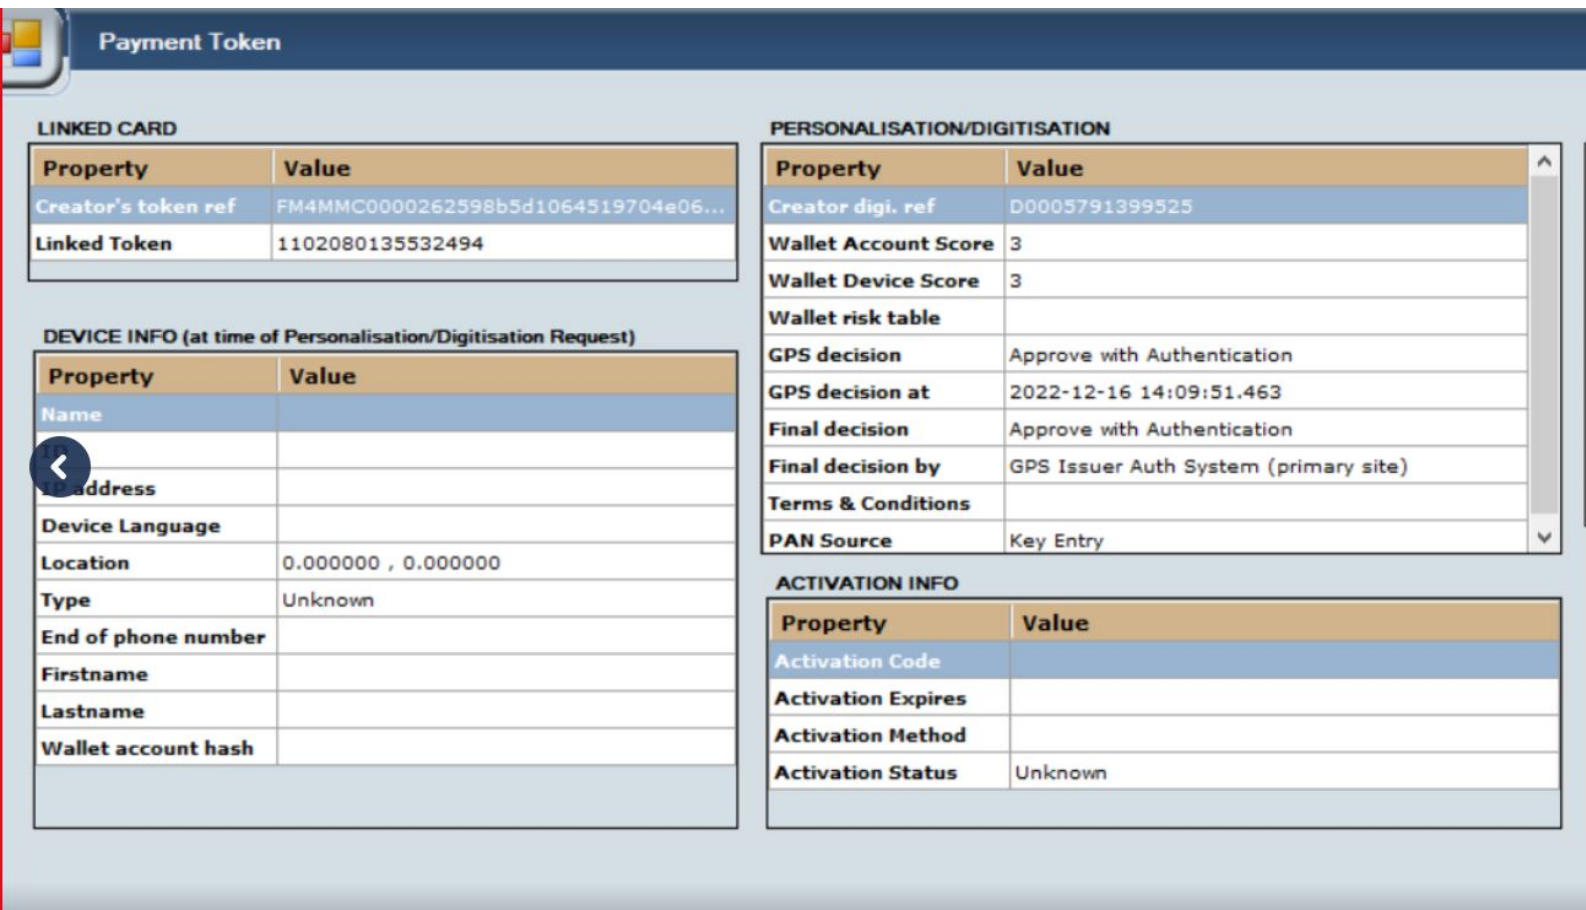 Payment Token
LINKED CARD
Property Value
Creator's token ref FM4MMC0000262598b5d1064519704e06...
Linked Token 1102080135532494
DEVICE INFO (at time of Personalisation/Digitisation Request)
Property Value
Name
ID
IP address
Device Language
Location 0.000000 , 0.000000
Type Unknown
End of phone number
Firstname
Lastname
Wallet account hash
PERSONALISATION/DIGITISATION
Property Value
Creator digi. ref D0005791399525
Wallet Account Score 3
Wallet Device Score 3
Wallet risk table
GPS decision Approve with Authentication
GPS decision at 2022-12-16 14:09:51.463
Final decision Approve with Authentication
Final decision by GPS Issuer Auth System (primary site)
Terms & Conditions
PAN Source Key Entry
ACTIVATION INFO
Property Value
Activation Code
Activation Expires
Activation Method
Activation Status Unknown